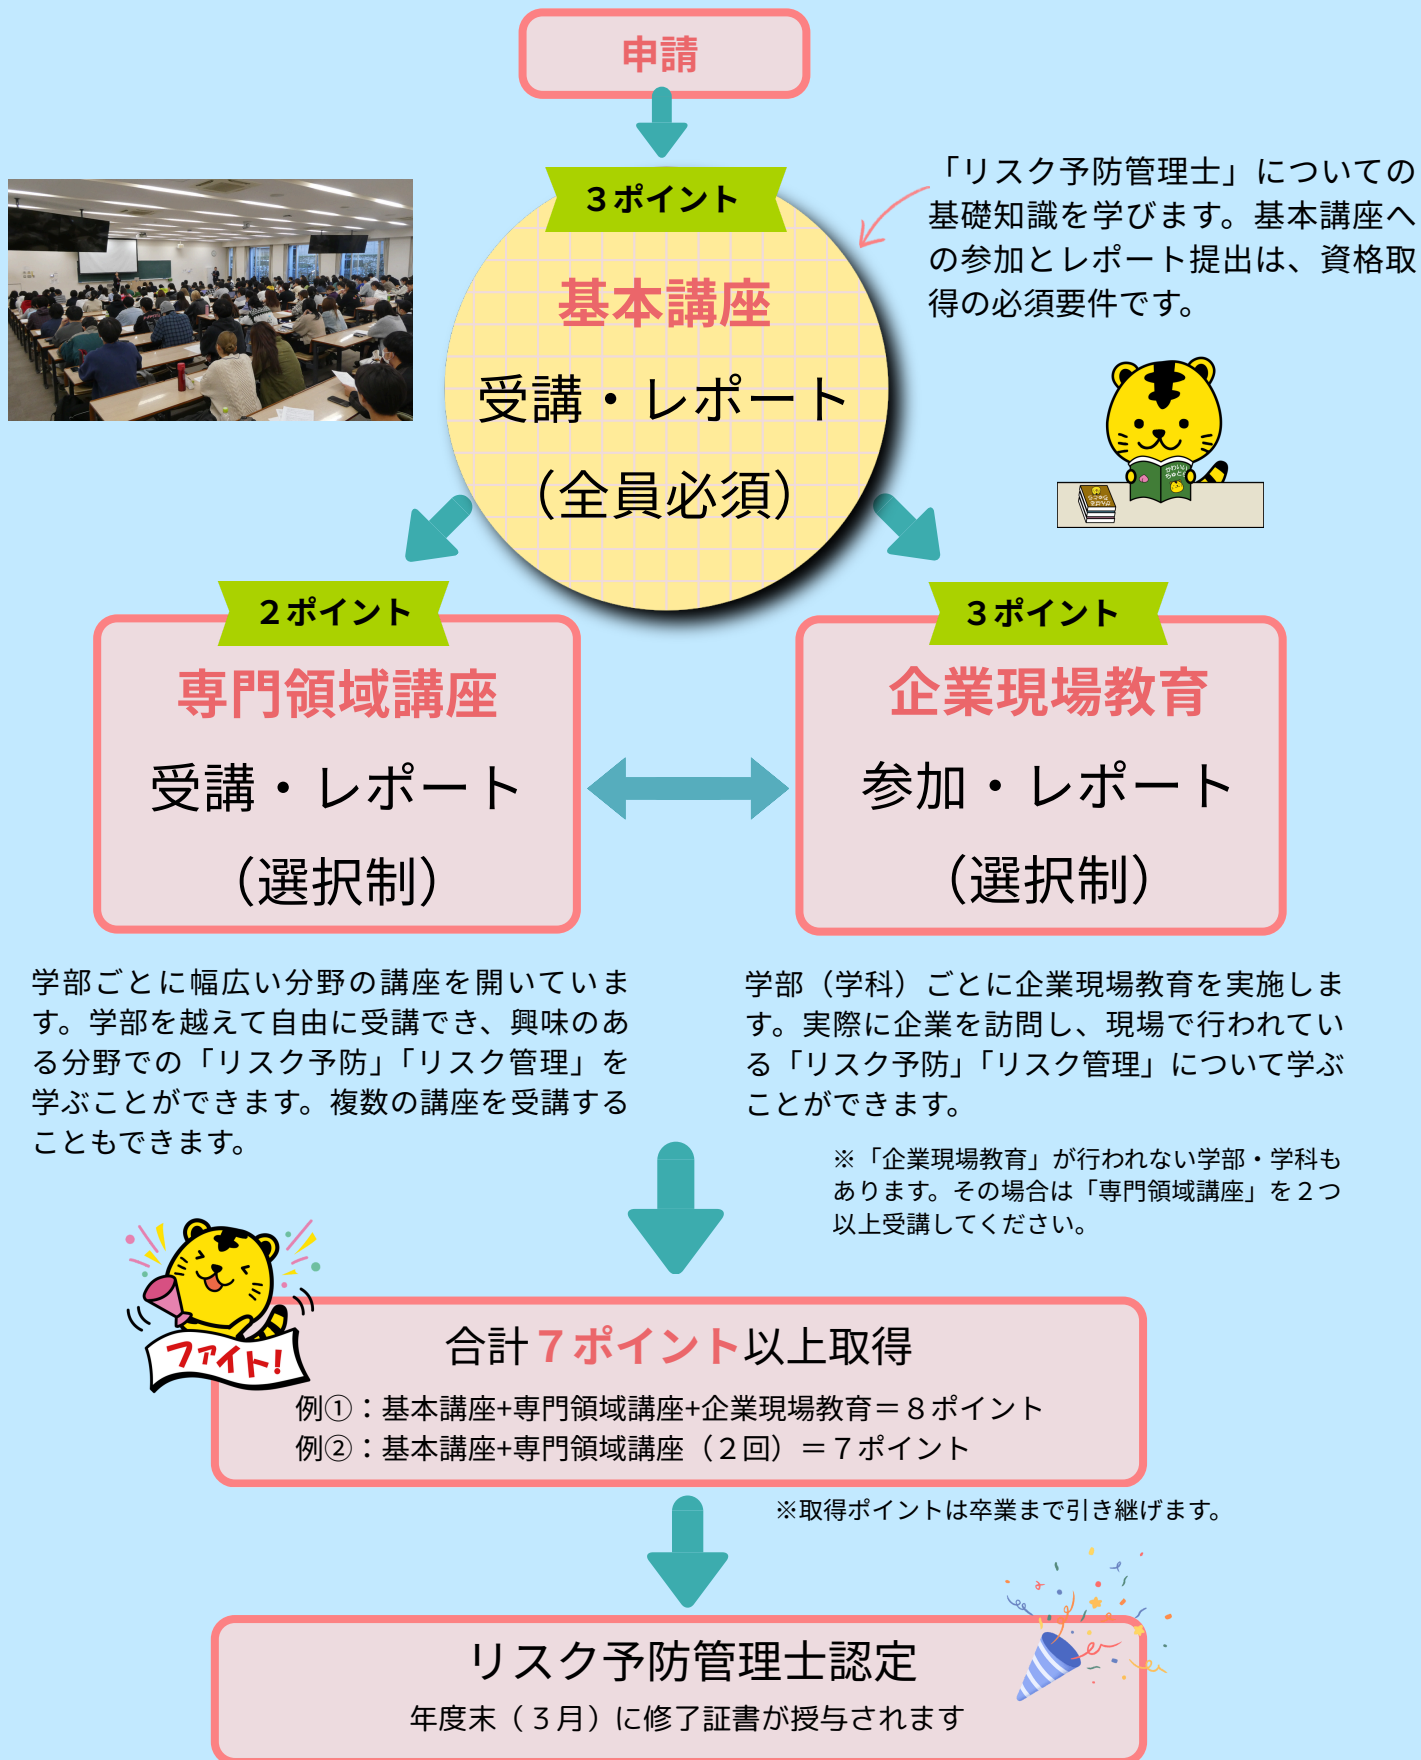 申請
３ポイント
「リスク予防管理士」についての
基礎知識を学びます。基本講座へ
の参加とレポート提出は、資格取
得の必須要件です。
基本講座
受講・レポート
（全員必須）
２ポイント
専門領域講座
受講・レポート
（選択制）
３ポイント
企業現場教育
参加・レポート
（選択制）
学部ごとに幅広い分野の講座を開いていま
す。学部を越えて自由に受講でき、興味のあ
る分野での「リスク予防」「リスク管理」を
学ぶことができます。複数の講座を受講する
こともできます。
学部（学科）ごとに企業現場教育を実施しま
す。実際に企業を訪問し、現場で行われてい
る「リスク予防」「リスク管理」について学ぶ
ことができます。
※「企業現場教育」が行われない学部・学科も
あります。その場合は「専門領域講座」を２つ
以上受講してください。
ファイト!
合計７ポイント以上取得
例①：基本講座+専門領域講座+企業現場教育＝８ポイント
例②：基本講座+専門領域講座（２回）＝７ポイント
※取得ポイントは卒業まで引き継げます。
リスク予防管理士認定
年度末（３月）に修了証書が授与されます